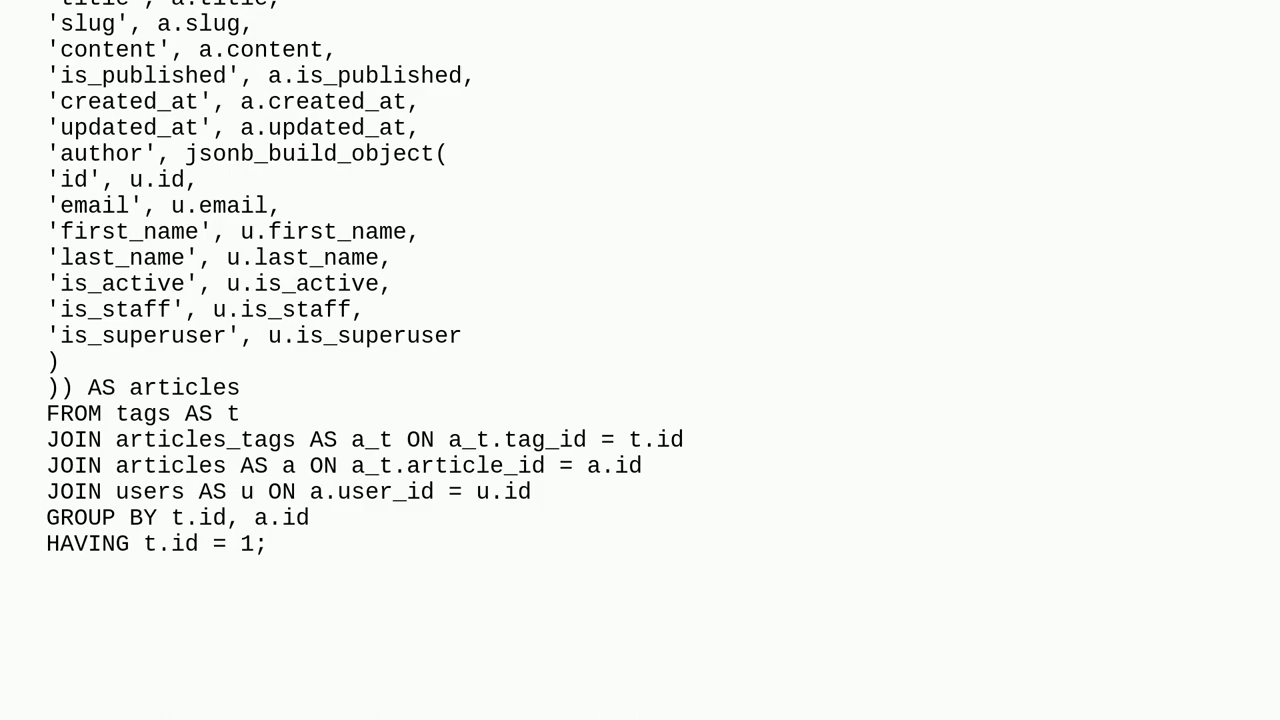 'title', a.title,
'slug', a.slug,
'content', a.content,
'is_published', a.is_published,
'created_at', a.created_at,
'updated_at', a.updated_at,
'author', jsonb_build_object(
'id', u.id,
'email', u.email,
'first_name', u.first_name,
'last_name', u.last_name,
'is_active', u.is_active,
'is_staff', u.is_staff,
'is_superuser', u.is_superuser
)
)) AS articles
FROM tags AS t
JOIN articles_tags AS a_t ON a_t.tag_id = t.id
JOIN articles AS a ON a_t.article_id = a.id
JOIN users AS u ON a.user_id = u.id
GROUP BY t.id, a.id
HAVING t.id = 1;